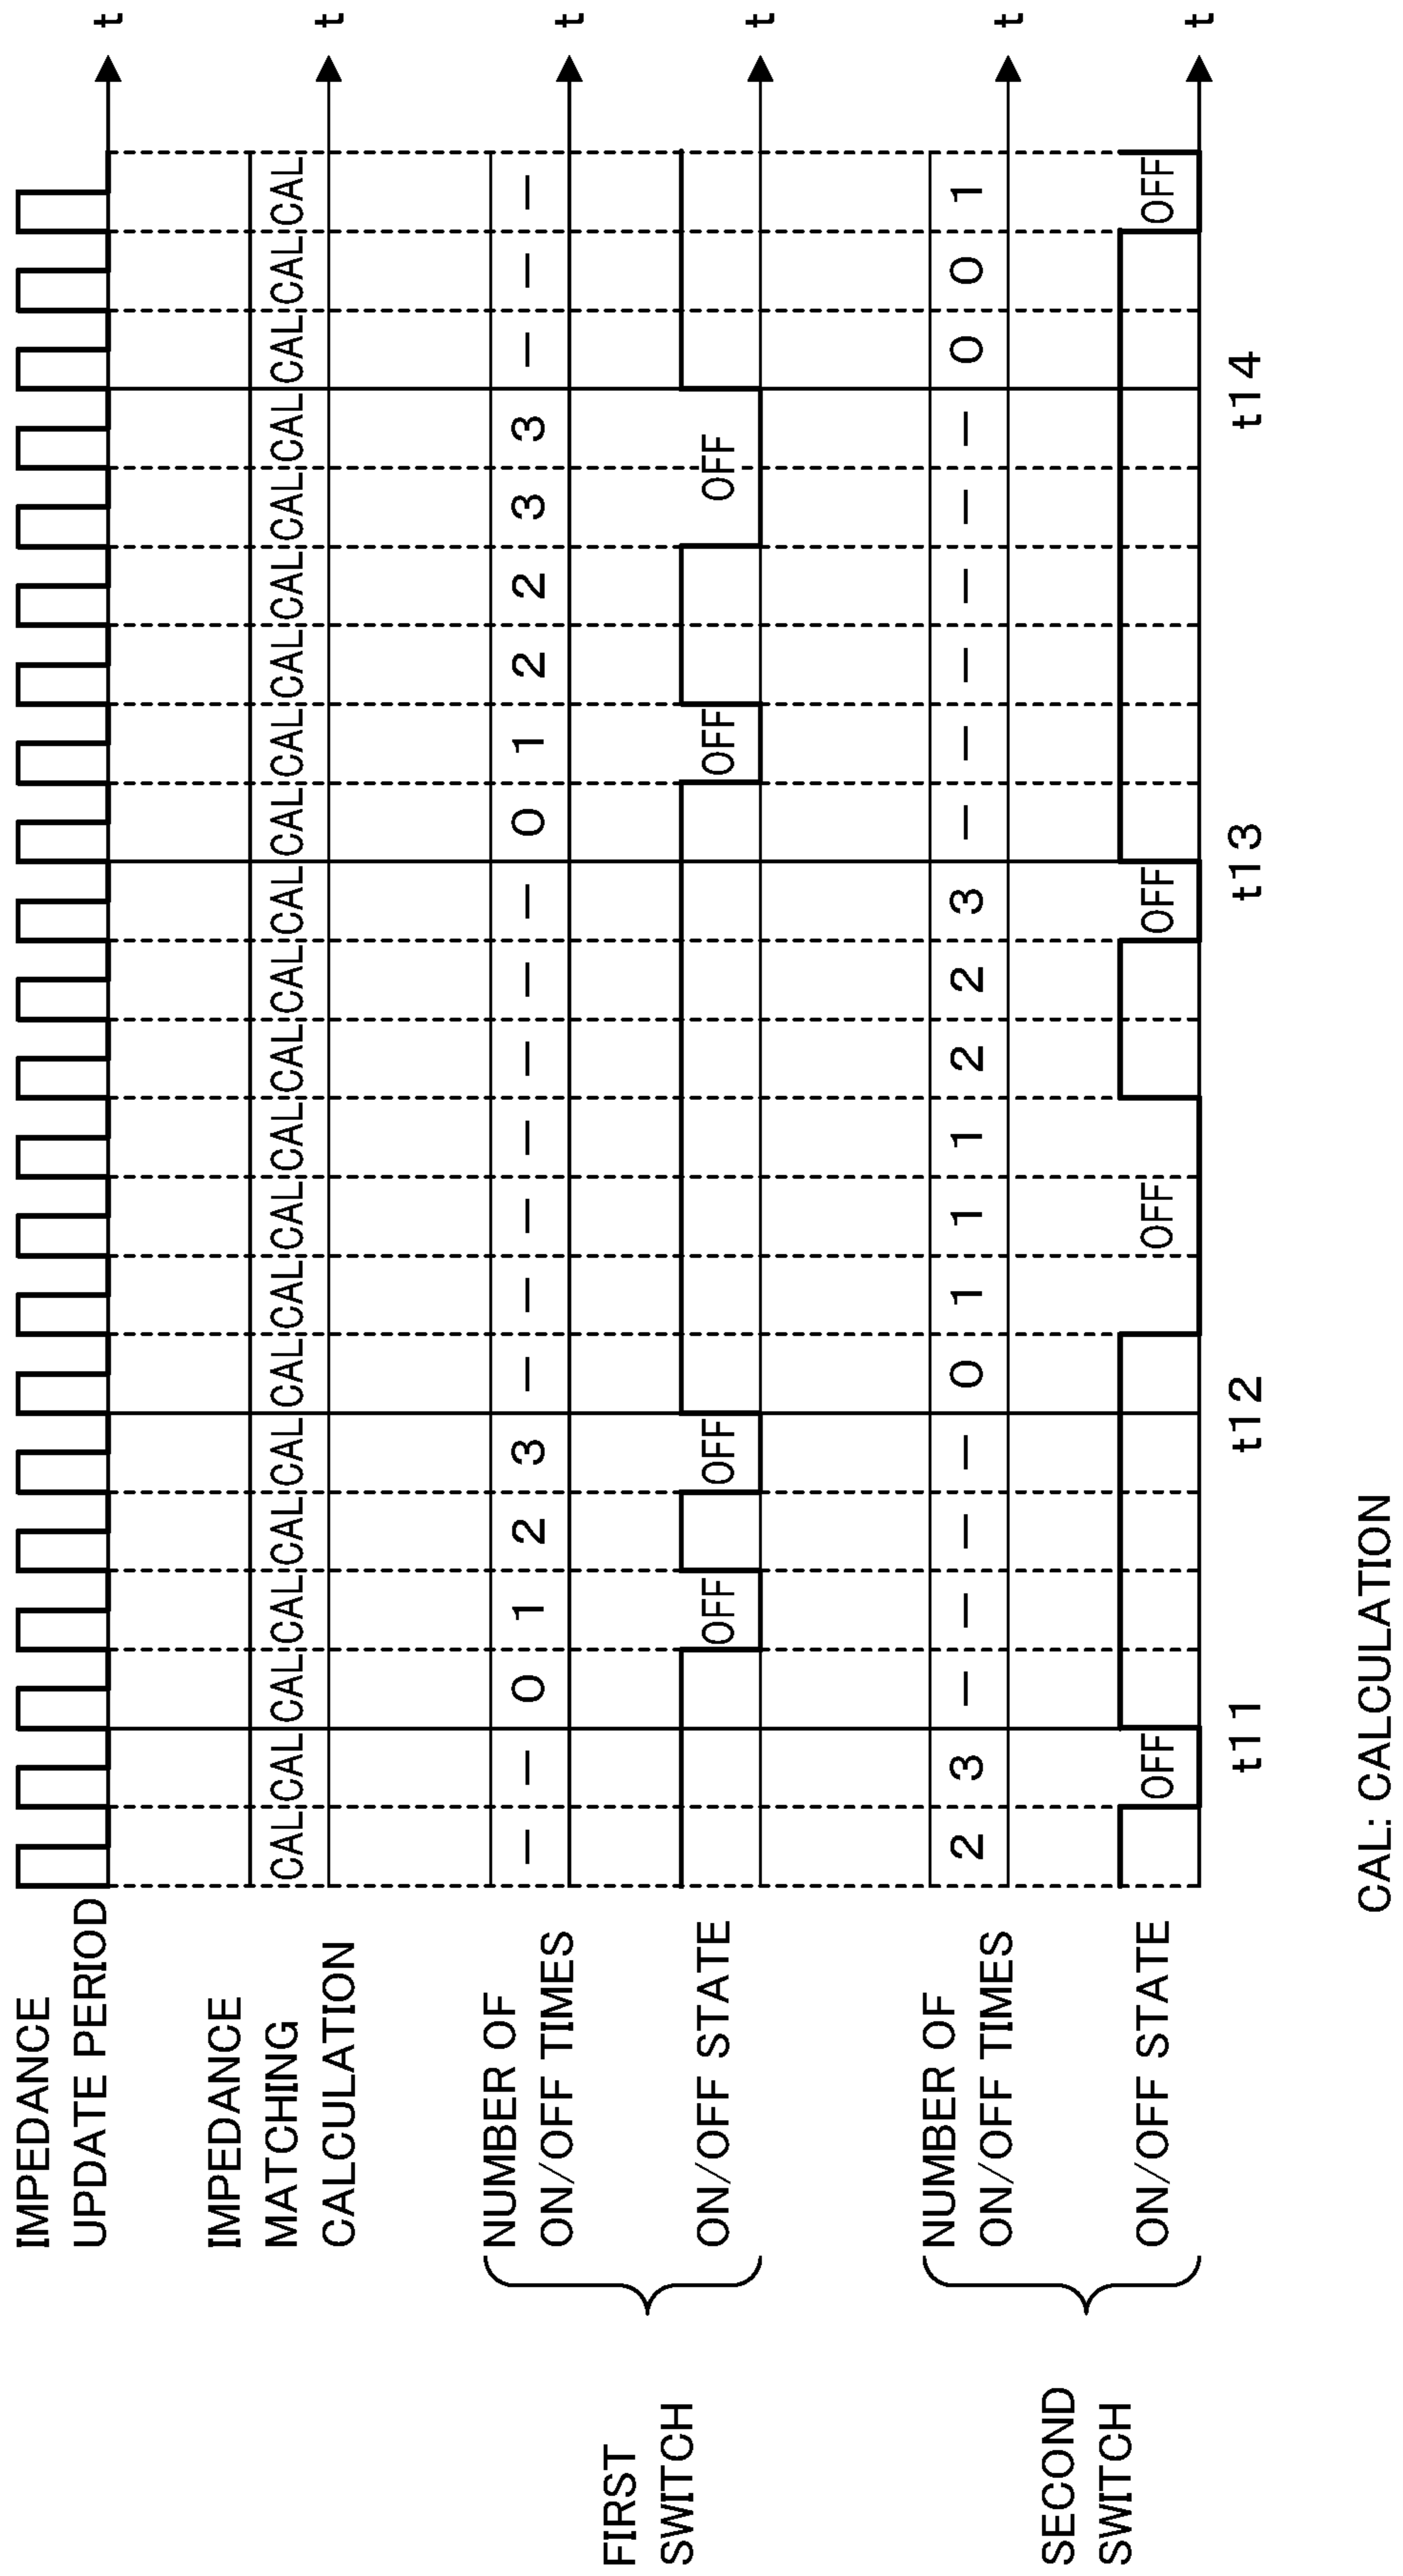 IMPEDANCE
UPDATE PERIOD
t
IMPEDANCE
MATCHING
CALCULATION
CAL CAL CAL CAL CAL CAL CAL CAL CAL CAL CAL CAL CAL CAL CAL CAL CAL CAL CAL CAL CAL CAL
t
FIRST
SWITCH
NUMBER OF
ON/OFF TIMES
— — 0 1 2 3 — — — — — — — 0 1 2 2 3 3 — — —
t
ON/OFF STATE
OFF OFF OFF OFF
t
SECOND
SWITCH
NUMBER OF
ON/OFF TIMES
2 3 — — — — 0 1 1 1 2 2 3 — — — — — — 0 0 1
t
ON/OFF STATE
OFF OFF OFF OFF
t
t11 t12 t13 t14
CAL: CALCULATION